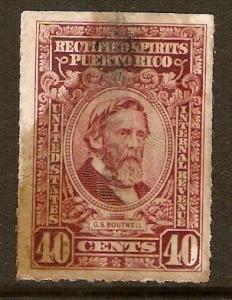 RECTIFIED SPIRITS
PUERTO RICO
UNITED STATES
INTERNAL REVENUE
G.S. BOUTWELL
40 CENTS 40